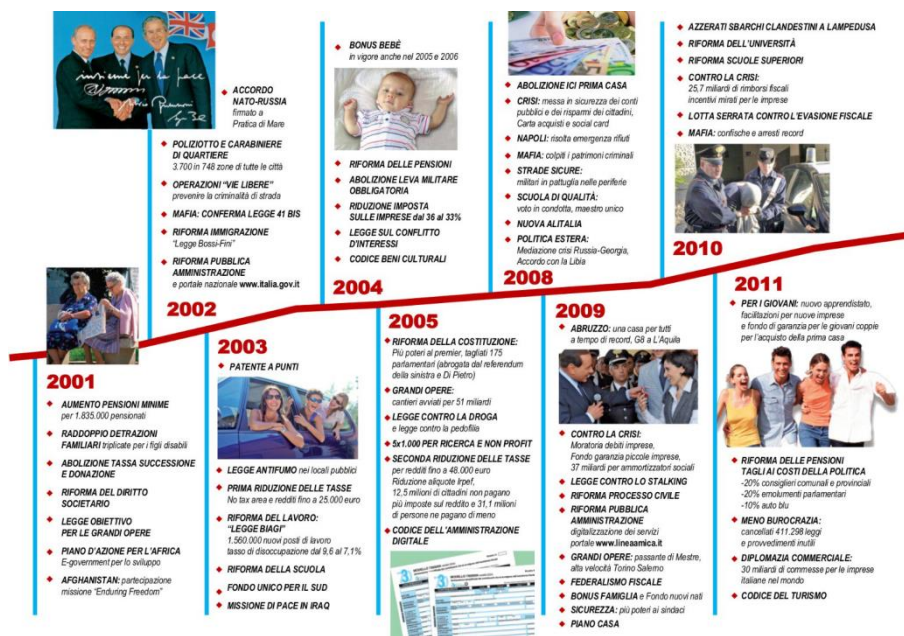 insieme per la pace
ACCORDO
NATO-RUSSIA
firmato a
Pratica di Mare
POLIZIOTTO E CARABINIERE
DI QUARTIERE
3.700 in 748 zone di tutte le città
OPERAZIONI "VIE LIBERE"
prevenire la criminalità di strada
MAFIA: CONFERMA LEGGE 41 BIS
RIFORMA IMMIGRAZIONE
"Legge Bossi-Fini"
RIFORMA PUBBLICA
AMMINISTRAZIONE
e portale nazionale www.italia.gov.it
2002
BONUS BEBÈ
in vigore anche nel 2005 e 2006
RIFORMA DELLE PENSIONI
ABOLIZIONE LEVA MILITARE
OBBLIGATORIA
RIDUZIONE IMPOSTA
SULLE IMPRESE dal 36 al 33%
LEGGE SUL CONFLITTO
D'INTERESSI
CODICE BENI CULTURALI
2004
ABOLIZIONE ICI PRIMA CASA
CRISI: messa in sicurezza dei conti
pubblici e dei risparmi dei cittadini,
Carta acquisti e social card
NAPOLI: risolta emergenza rifiuti
MAFIA: colpiti i patrimoni criminali
STRADE SICURE:
militari in pattuglia nelle periferie
SCUOLA DI QUALITÀ:
voto in condotta, maestro unico
NUOVA ALITALIA
POLITICA ESTERA:
Mediazione crisi Russia-Georgia,
Accordo con la Libia
2008
AZZERATI SBARCHI CLANDESTINI A LAMPEDUSA
RIFORMA DELL'UNIVERSITÀ
RIFORMA SCUOLE SUPERIORI
CONTRO LA CRISI:
25,7 miliardi di rimborsi fiscali
incentivi mirati per le imprese
LOTTA SERRATA CONTRO L'EVASIONE FISCALE
MAFIA: confische e arresti record
2010
2001
AUMENTO PENSIONI MINIME
per 1.835.000 pensionati
RADDOPPIO DETRAZIONI
FAMILIARI triplicate per i figli disabili
ABOLIZIONE TASSA SUCCESSIONE
E DONAZIONE
RIFORMA DEL DIRITTO
SOCIETARIO
LEGGE OBIETTIVO
PER LE GRANDI OPERE
PIANO D'AZIONE PER L'AFRICA
E-government per lo sviluppo
AFGHANISTAN: partecipazione
missione "Enduring Freedom"
2003
PATENTE A PUNTI
LEGGE ANTIFUMO nei locali pubblici
PRIMA RIDUZIONE DELLE TASSE
No tax area e redditi fino a 25.000 euro
RIFORMA DEL LAVORO:
"LEGGE BIAGI"
1.560.000 nuovi posti di lavoro
tasso di disoccupazione dal 9,6 al 7,1%
RIFORMA DELLA SCUOLA
FONDO UNICO PER IL SUD
MISSIONE DI PACE IN IRAQ
2005
RIFORMA DELLA COSTITUZIONE:
Più poteri al premier, tagliati 175
parlamentari (abrogata dal referendum
della sinistra e Di Pietro)
GRANDI OPERE:
cantieri avviati per 51 miliardi
LEGGE CONTRO LA DROGA
e legge contro la pedofilia
5x1.000 PER RICERCA E NON PROFIT
SECONDA RIDUZIONE DELLE TASSE
per redditi fino a 48.000 euro
Riduzione aliquote Irpef,
12,5 milioni di cittadini non pagano
più imposte sul reddito e 31,1 milioni
di persone ne pagano di meno
CODICE DELL'AMMINISTRAZIONE
DIGITALE
2009
ABRUZZO: una casa per tutti
a tempo di record, G8 a L'Aquila
CONTRO LA CRISI:
Moratoria debiti imprese,
Fondo garanzia piccole imprese,
37 miliardi per ammortizzatori sociali
LEGGE CONTRO LO STALKING
RIFORMA PROCESSO CIVILE
RIFORMA PUBBLICA
AMMINISTRAZIONE
digitalizzazione dei servizi
portale www.lineaamica.it
GRANDI OPERE: passante di Mestre,
alta velocità Torino Salerno
FEDERALISMO FISCALE
BONUS FAMIGLIA e Fondo nuovi nati
SICUREZZA: più poteri ai sindaci
PIANO CASA
2011
PER I GIOVANI: nuovo apprendistato,
facilitazioni per nuove imprese
e fondo di garanzia per le giovani coppie
per l'acquisto della prima casa
RIFORMA DELLE PENSIONI
TAGLI AI COSTI DELLA POLITICA
-20% consiglieri comunali e provinciali
-20% emolumenti parlamentari
-10% auto blu
MENO BUROCRAZIA:
cancellati 411.298 leggi
e provvedimenti inutili
DIPLOMAZIA COMMERCIALE:
30 miliardi di commesse per le imprese
italiane nel mondo
CODICE DEL TURISMO